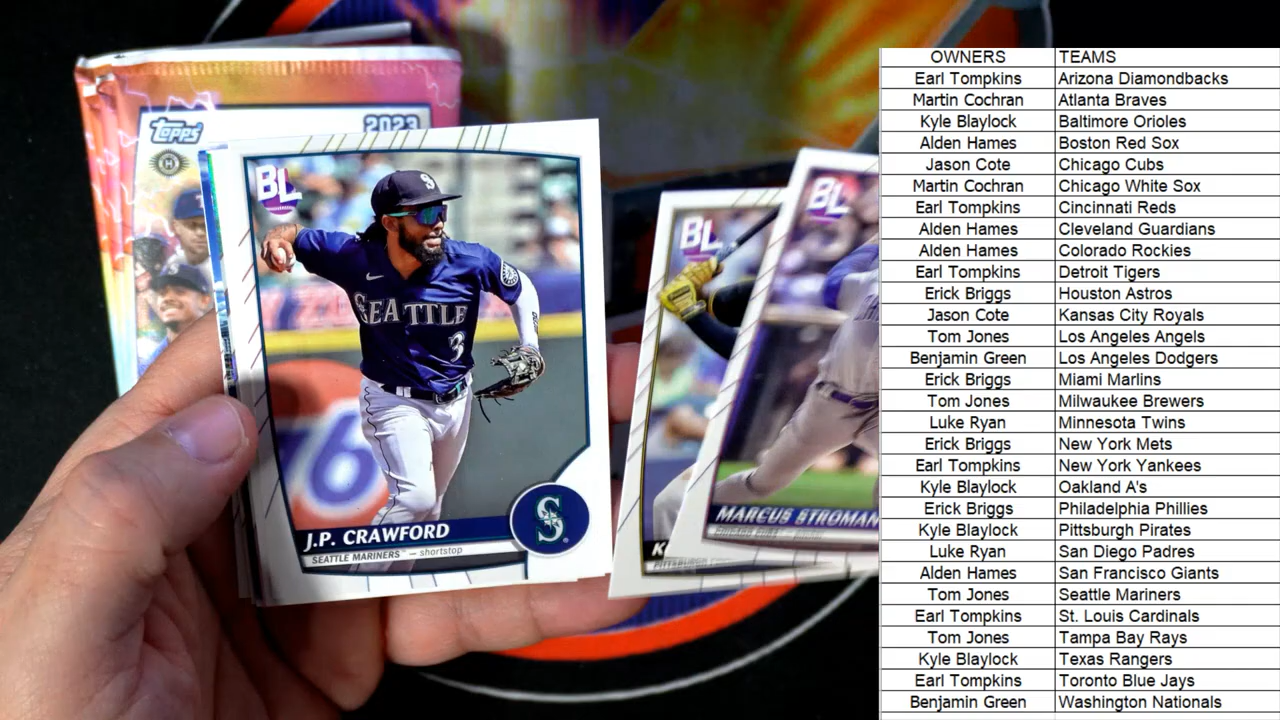 Topps
2023
BL
SEATTLE
3
J.P. CRAWFORD
SEATTLE MARINERS™ — shortstop
BL
K
PITTSBURGH
BL
MARCUS STROMAN
OWNERS TEAMS
Earl Tompkins Arizona Diamondbacks
Martin Cochran Atlanta Braves
Kyle Blaylock Baltimore Orioles
Alden Hames Boston Red Sox
Jason Cote Chicago Cubs
Martin Cochran Chicago White Sox
Earl Tompkins Cincinnati Reds
Alden Hames Cleveland Guardians
Alden Hames Colorado Rockies
Earl Tompkins Detroit Tigers
Erick Briggs Houston Astros
Jason Cote Kansas City Royals
Tom Jones Los Angeles Angels
Benjamin Green Los Angeles Dodgers
Erick Briggs Miami Marlins
Tom Jones Milwaukee Brewers
Luke Ryan Minnesota Twins
Erick Briggs New York Mets
Earl Tompkins New York Yankees
Kyle Blaylock Oakland A's
Erick Briggs Philadelphia Phillies
Kyle Blaylock Pittsburgh Pirates
Luke Ryan San Diego Padres
Alden Hames San Francisco Giants
Tom Jones Seattle Mariners
Earl Tompkins St. Louis Cardinals
Tom Jones Tampa Bay Rays
Kyle Blaylock Texas Rangers
Earl Tompkins Toronto Blue Jays
Benjamin Green Washington Nationals